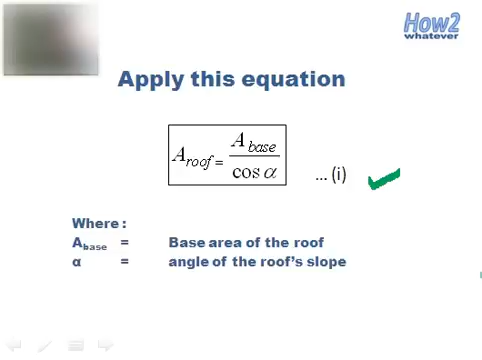 How2
whatever
Apply this equation
A_roof = A_base / cos α ... (i)
Where :
A_base = Base area of the roof
α = angle of the roof's slope